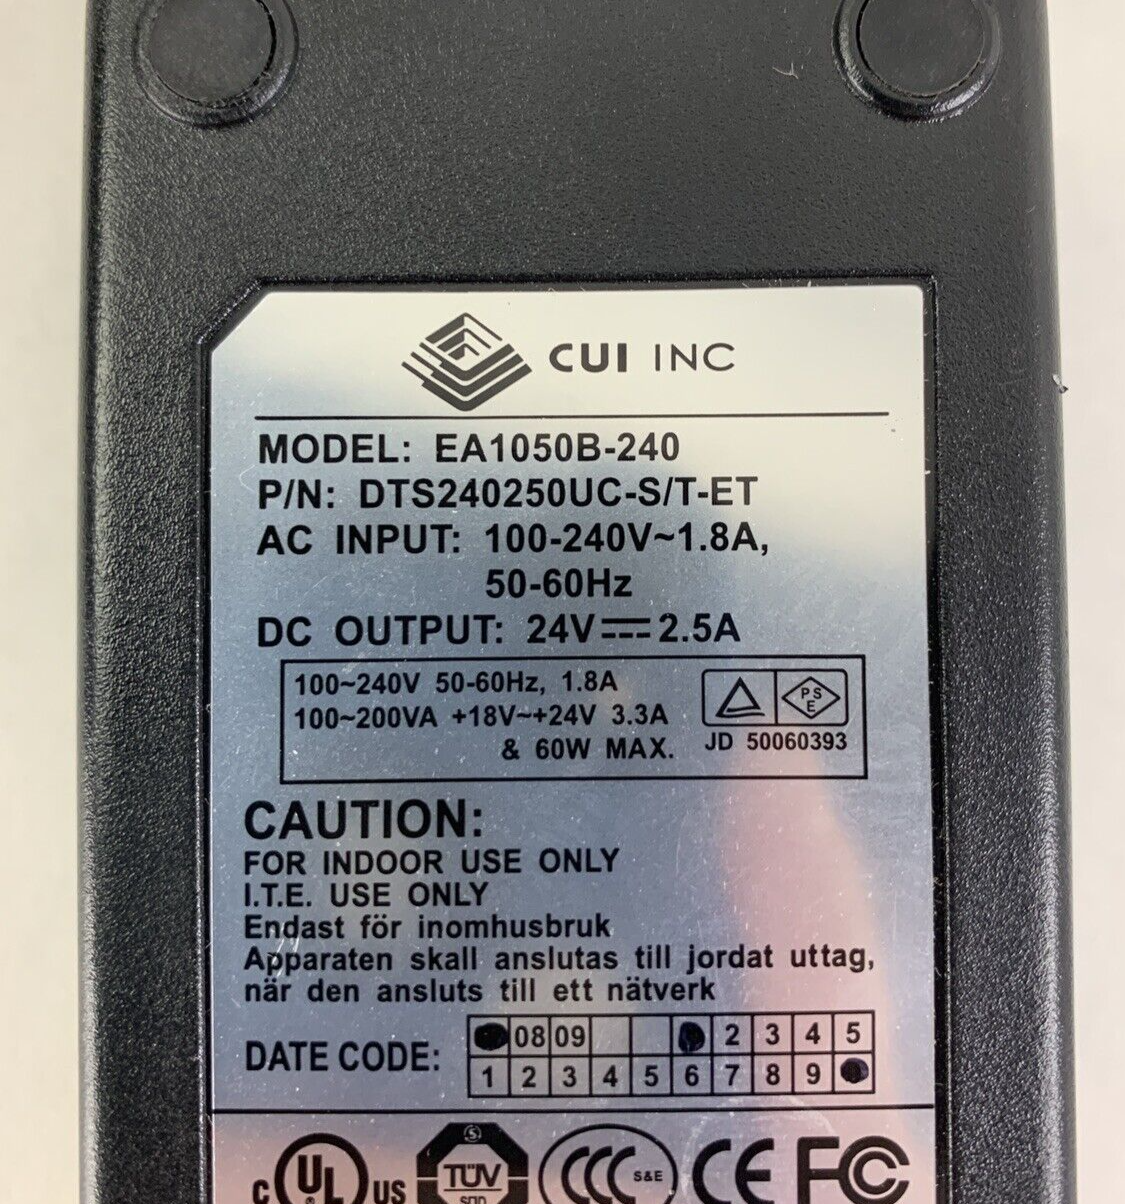 CUI INC
MODEL: EA1050B-240
P/N: DTS240250UC-S/T-ET
AC INPUT: 100-240V~1.8A,
50-60Hz
DC OUTPUT: 24V⎓2.5A
100~240V 50-60Hz, 1.8A
100~200VA +18V~+24V 3.3A
& 60W MAX.
PS
E
JD 50060393
CAUTION:
FOR INDOOR USE ONLY
I.T.E. USE ONLY
Endast för inomhusbruk
Apparaten skall anslutas till jordat uttag,
när den ansluts till ett nätverk
DATE CODE:
08 09 2 3 4 5
1 2 3 4 5 6 7 8 9
c UL US TÜV CCC S&E CE FC